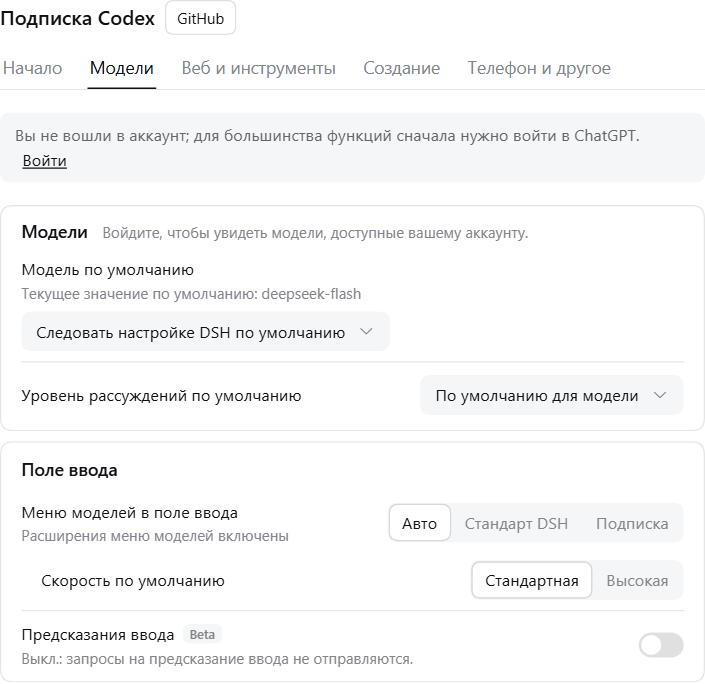 Подписка Codex GitHub
Начало Модели Веб и инструменты Создание Телефон и другое
Вы не вошли в аккаунт; для большинства функций сначала нужно войти в ChatGPT.
Войти
Модели Войдите, чтобы увидеть модели, доступные вашему аккаунту.
Модель по умолчанию
Текущее значение по умолчанию: deepseek-flash
Следовать настройке DSH по умолчанию
Уровень рассуждений по умолчанию По умолчанию для модели
Поле ввода
Меню моделей в поле ввода
Расширения меню моделей включены
Авто Стандарт DSH Подписка
Скорость по умолчанию Стандартная Высокая
Предсказания ввода Beta
Выкл.: запросы на предсказание ввода не отправляются.